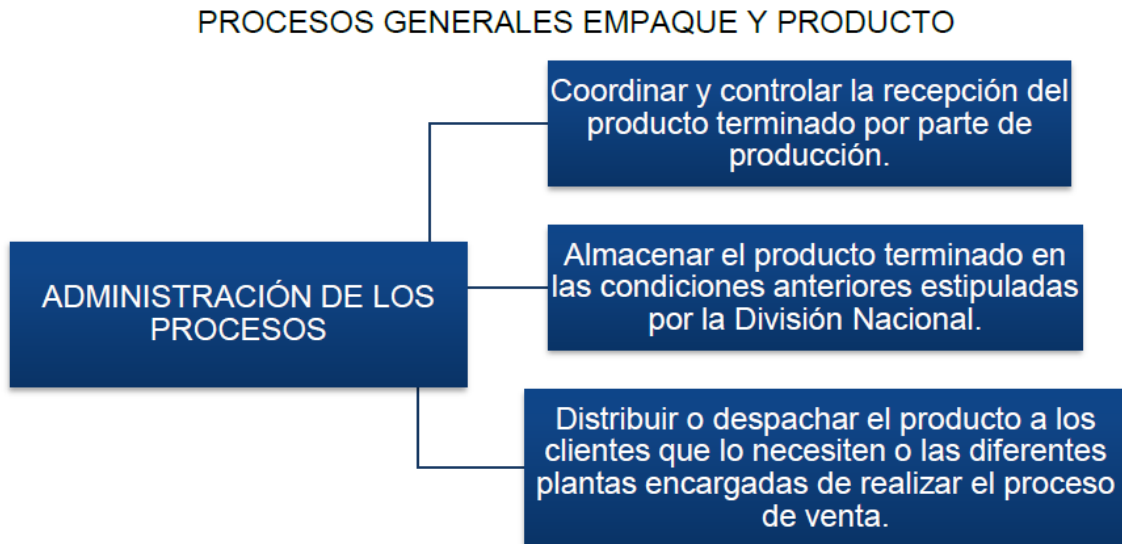 PROCESOS GENERALES EMPAQUE Y PRODUCTO
Coordinar y controlar la recepción del
producto terminado por parte de
producción.
ADMINISTRACIÓN DE LOS
PROCESOS
Almacenar el producto terminado en
las condiciones anteriores estipuladas
por la División Nacional.
Distribuir o despachar el producto a los
clientes que lo necesiten o las diferentes
plantas encargadas de realizar el proceso
de venta.